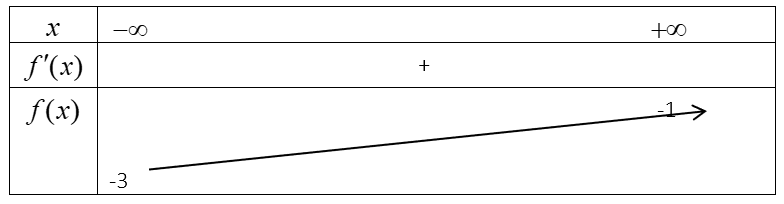 x −∞ +∞
f′(x) +
f(x) -1
-3